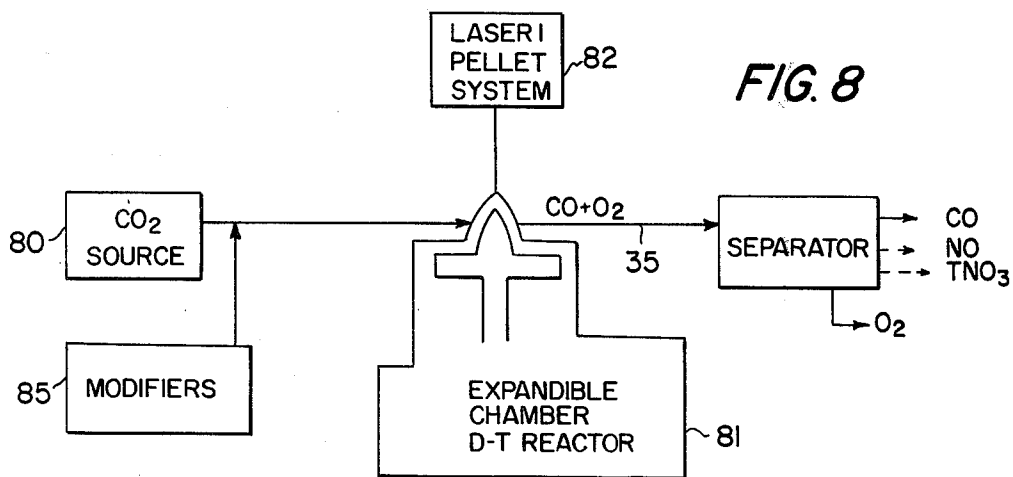 LASER 1
PELLET
SYSTEM
82
FIG. 8
80
CO₂
SOURCE
CO+O₂
35
SEPARATOR
CO
NO
TNO₃
O₂
85
MODIFIERS
EXPANDIBLE
CHAMBER
D-T REACTOR
81